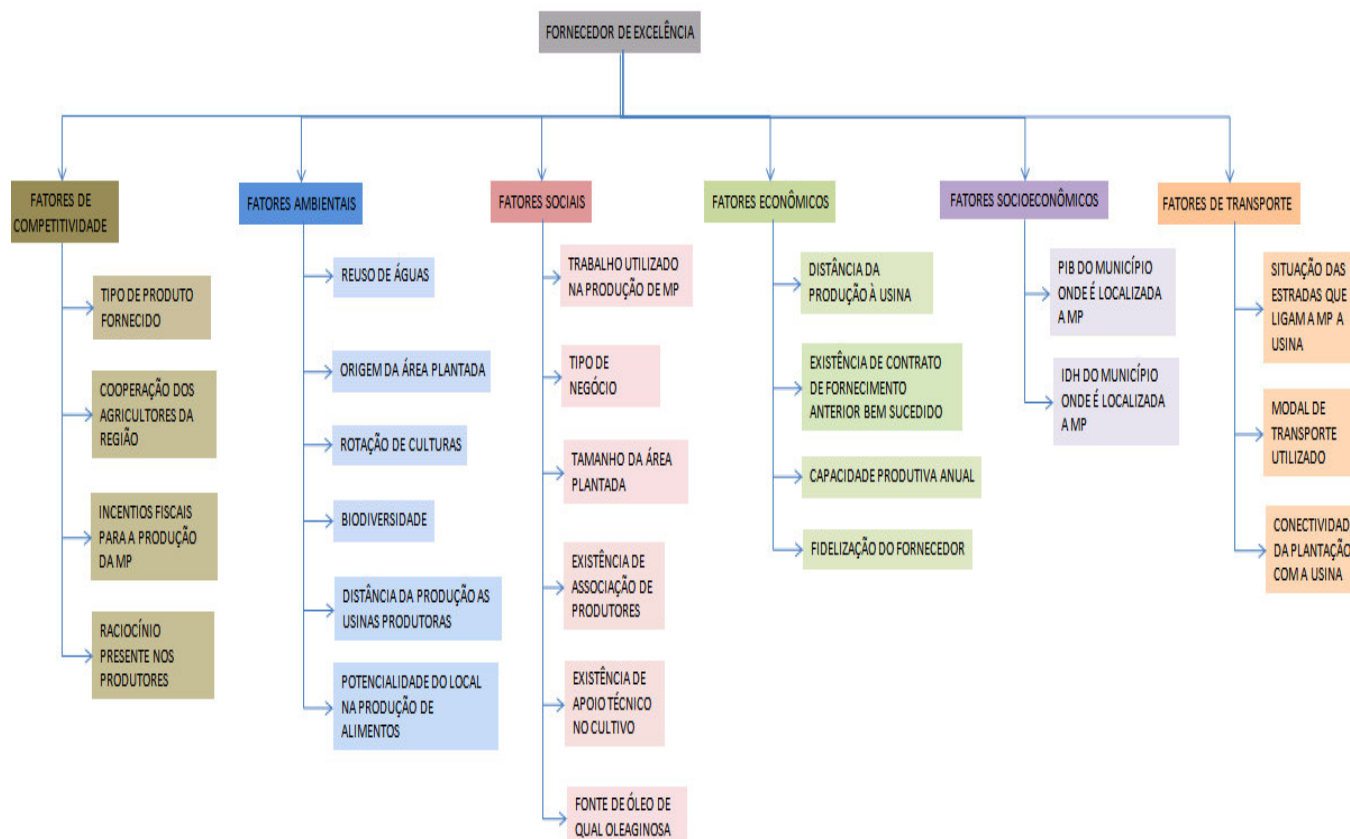 FORNECEDOR DE EXCELÊNCIA
FATORES DE
COMPETITIVIDADE
TIPO DE PRODUTO
FORNECIDO
COOPERAÇÃO DOS
AGRICULTORES DA
REGIÃO
INCENTIOS FISCAIS
PARA A PRODUÇÃO
DA MP
RACIOCÍNIO
PRESENTE NOS
PRODUTORES
FATORES AMBIENTAIS
REUSO DE ÁGUAS
ORIGEM DA ÁREA PLANTADA
ROTAÇÃO DE CULTURAS
BIODIVERSIDADE
DISTÂNCIA DA PRODUÇÃO AS
USINAS PRODUTORAS
POTENCIALIDADE DO LOCAL
NA PRODUÇÃO DE
ALIMENTOS
FATORES SOCIAIS
TRABALHO UTILIZADO
NA PRODUÇÃO DE MP
TIPO DE
NEGÓCIO
TAMANHO DA ÁREA
PLANTADA
EXISTÊNCIA DE
ASSOCIAÇÃO DE
PRODUTORES
EXISTÊNCIA DE
APOIO TÉCNICO
NO CULTIVO
FONTE DE ÓLEO DE
QUAL OLEAGINOSA
FATORES ECONÔMICOS
DISTÂNCIA DA
PRODUÇÃO À USINA
EXISTÊNCIA DE CONTRATO
DE FORNECIMENTO
ANTERIOR BEM SUCEDIDO
CAPACIDADE PRODUTIVA ANUAL
FIDELIZAÇÃO DO FORNECEDOR
FATORES SOCIOECONÔMICOS
PIB DO MUNICÍPIO
ONDE É LOCALIZADA
A MP
IDH DO MUNICÍPIO
ONDE É LOCALIZADA
A MP
FATORES DE TRANSPORTE
SITUAÇÃO DAS
ESTRADAS QUE
LIGAM A MP A
USINA
MODAL DE
TRANSPORTE
UTILIZADO
CONECTIVIDAD
DA PLANTAÇÃO
COM A USINA